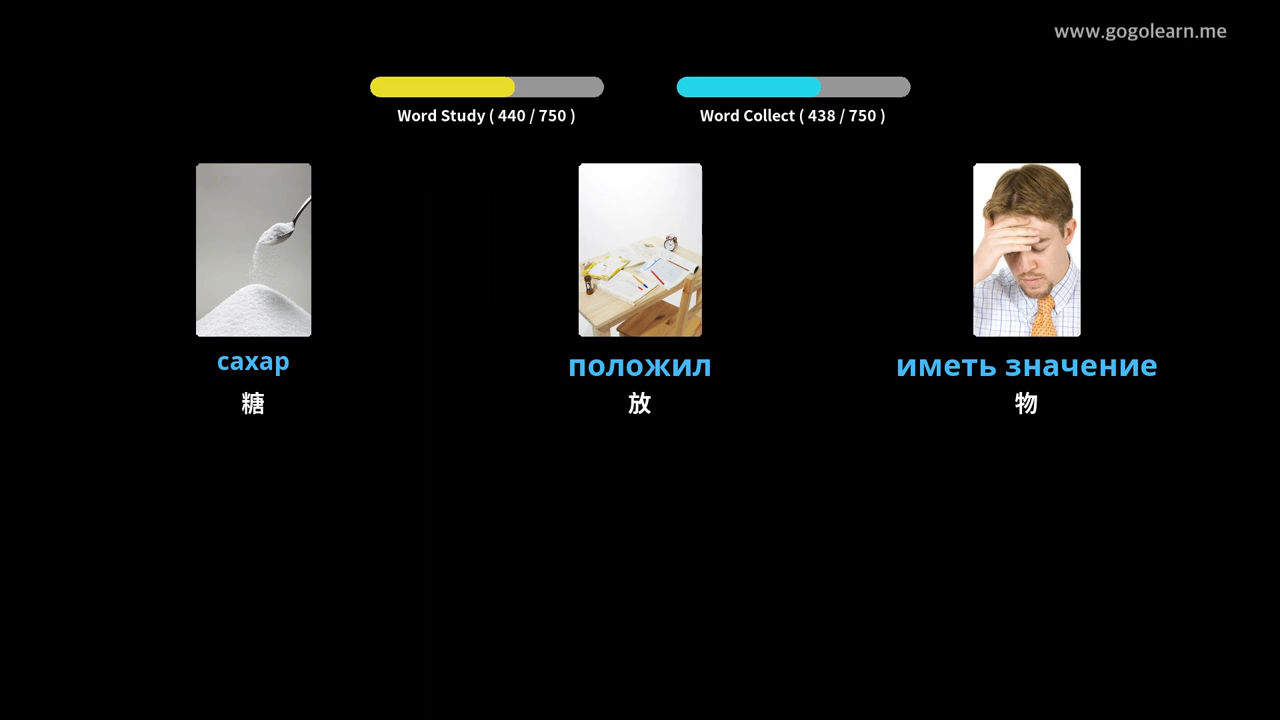 www.gogolearn.me
Word Study ( 440 / 750 )
Word Collect ( 438 / 750 )
сахар
положил
иметь значение
糖
放
物